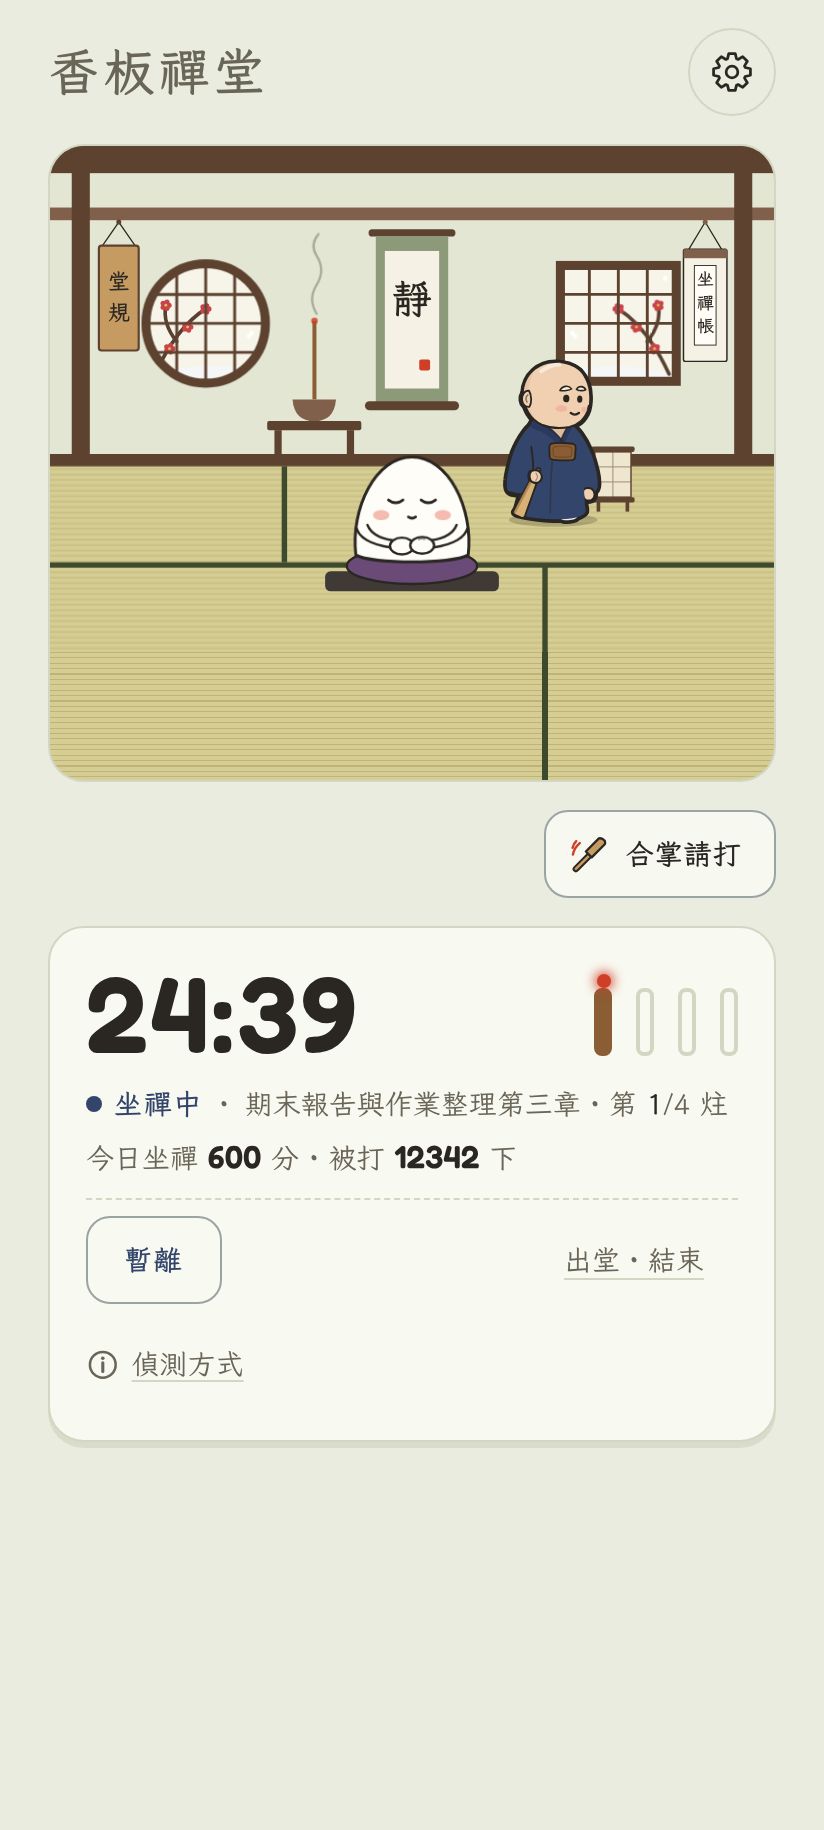 香板禪堂
堂規
靜
坐禪帳
合掌請打
24:39
坐禪中 · 期末報告與作業整理第三章 · 第 1/4 炷
今日坐禪 600 分 · 被打 12342 下
暫離
出堂 · 結束
偵測方式